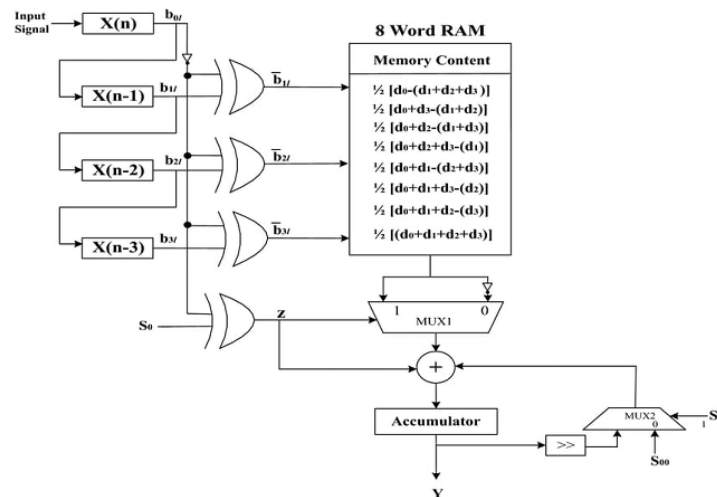 Input
Signal
X(n)
b₀ₗ
8 Word RAM
Memory Content
½ [d₀-(d₁+d₂+d₃ )]
½ [d₀+d₃-(d₁+d₂)]
½ [d₀+d₂-(d₁+d₃)]
½ [d₀+d₂+d₃-(d₁)]
½ [d₀+d₁-(d₂+d₃)]
½ [d₀+d₁+d₃-(d₂)]
½ [d₀+d₁+d₂-(d₃)]
½ [(d₀+d₁+d₂+d₃)]
X(n-1)
b₁ₗ
b̅₁ₗ
X(n-2)
b₂ₗ
b̅₂ₗ
X(n-3)
b₃ₗ
b̅₃ₗ
S₀
z
1 0
MUX1
+
Accumulator
>>
MUX2
0
S
1
S₀₀
Y